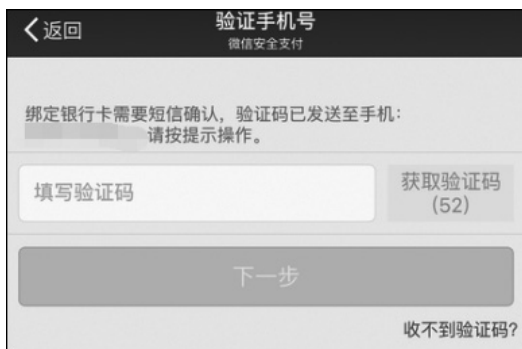 返回
验证手机号
微信安全支付
绑定银行卡需要短信确认，验证码已发送至手机：
请按提示操作。
填写验证码
获取验证码
(52)
下一步
收不到验证码?